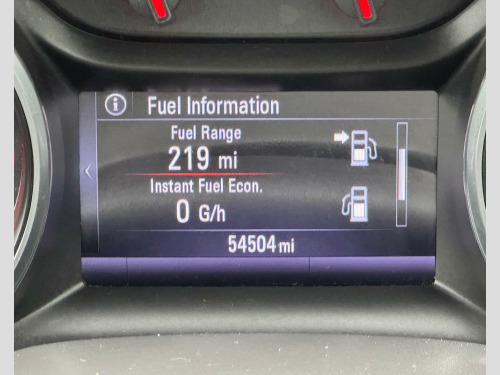 i Fuel Information
Fuel Range
219 mi
Instant Fuel Econ.
0 G/h
54504 mi